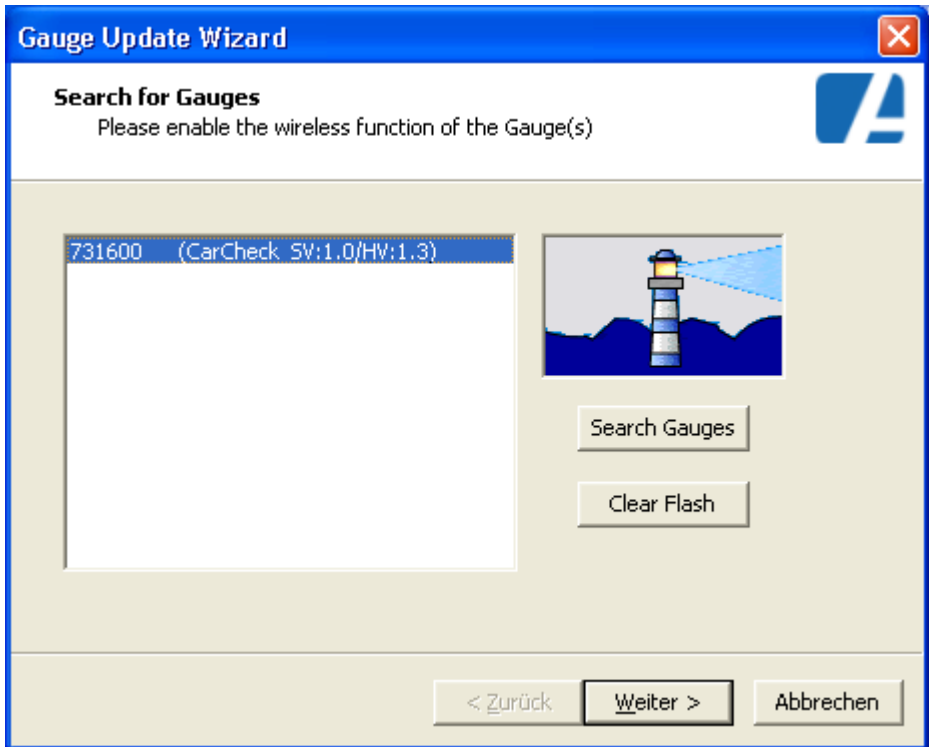 Gauge Update Wizard
Search for Gauges
Please enable the wireless function of the Gauge(s)
731600 (CarCheck SV:1.0/HV:1.3)
Search Gauges
Clear Flash
< Zurück
Weiter >
Abbrechen